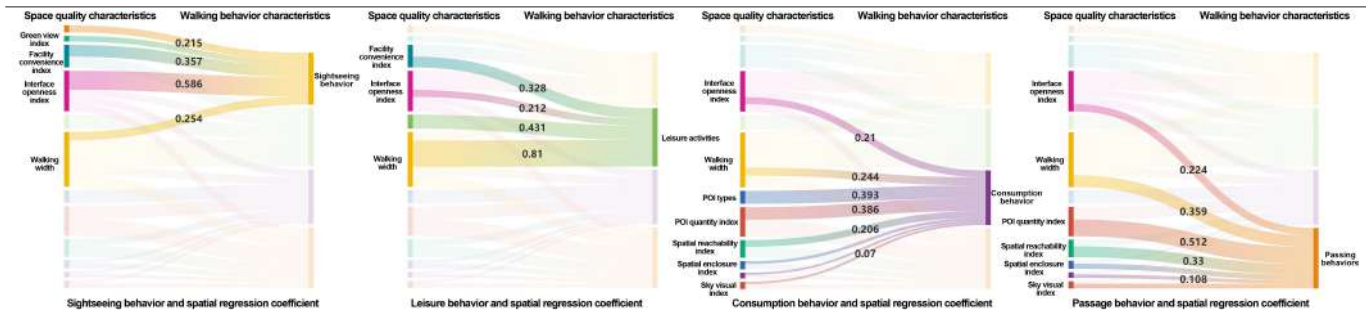 Space quality characteristics
Walking behavior characteristics
Green view
index
Facility
convenience
index
Interface
openness
index
Walking
width
0.215
0.357
0.586
0.254
Sightseeing
behavior
Sightseeing behavior and spatial regression coefficient
Space quality characteristics
Walking behavior characteristics
Facility
convenience
index
Interface
openness
index
Walking
width
0.328
0.212
0.431
0.81
Leisure activities
Leisure behavior and spatial regression coefficient
Space quality characteristics
Walking behavior characteristics
Interface
openness
index
Walking
width
POI types
POI quantity index
Spatial reachability
index
Spatial enclosure
index
Sky visual
index
0.21
0.244
0.393
0.386
0.206
0.07
Consumption
behavior
Consumption behavior and spatial regression coefficient
Space quality characteristics
Walking behavior characteristics
Interface
openness
index
Walking
width
POI quantity index
Spatial reachability
index
Spatial enclosure
index
Sky visual
index
0.224
0.359
0.512
0.33
0.108
Passing
behaviors
Passage behavior and spatial regression coefficient